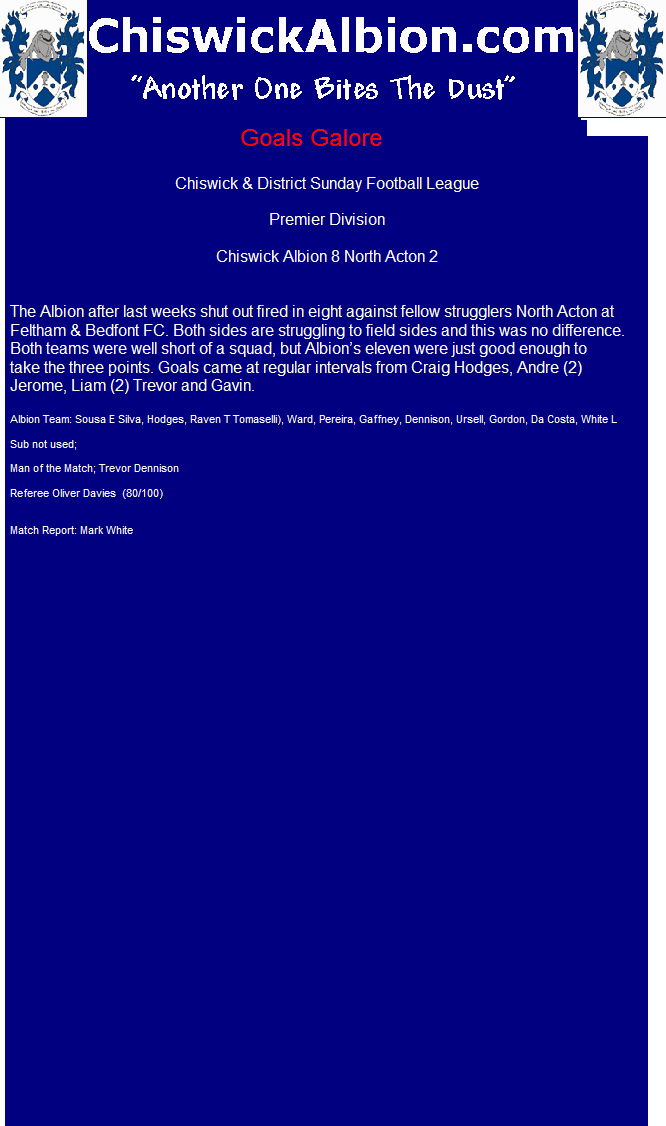 ChiswickAlbion.com
"Another One Bites The Dust"
Goals Galore
Chiswick & District Sunday Football League
Premier Division
Chiswick Albion 8 North Acton 2
The Albion after last weeks shut out fired in eight against fellow strugglers North Acton at
Feltham & Bedfont FC. Both sides are struggling to field sides and this was no difference.
Both teams were well short of a squad, but Albion’s eleven were just good enough to
take the three points. Goals came at regular intervals from Craig Hodges, Andre (2)
Jerome, Liam (2) Trevor and Gavin.
Albion Team: Sousa E Silva, Hodges, Raven T Tomaselli), Ward, Pereira, Gaffney, Dennison, Ursell, Gordon, Da Costa, White L
Sub not used;
Man of the Match; Trevor Dennison
Referee Oliver Davies  (80/100)
Match Report: Mark White